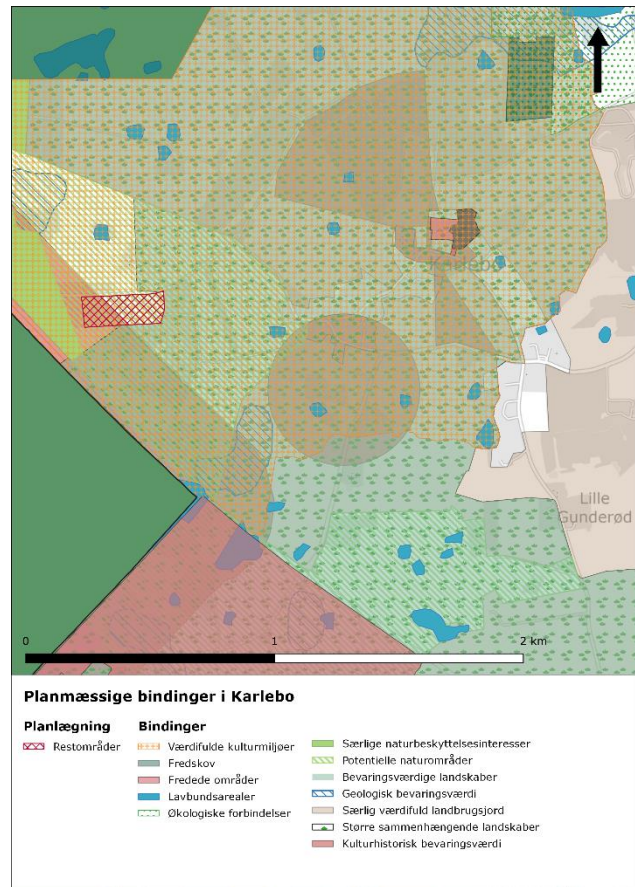 Karlebo
Lille
Gunderød
0
1
2 km
Planmæssige bindinger i Karlebo
Planlægning
Restområder
Bindinger
Værdifulde kulturmiljøer
Fredskov
Fredede områder
Lavbundsarealer
Økologiske forbindelser
Særlige naturbeskyttelsesinteresser
Potentielle naturområder
Bevaringsværdige landskaber
Geologisk bevaringsværdi
Særlig værdifuld landbrugsjord
Større sammenhængende landskaber
Kulturhistorisk bevaringsværdi